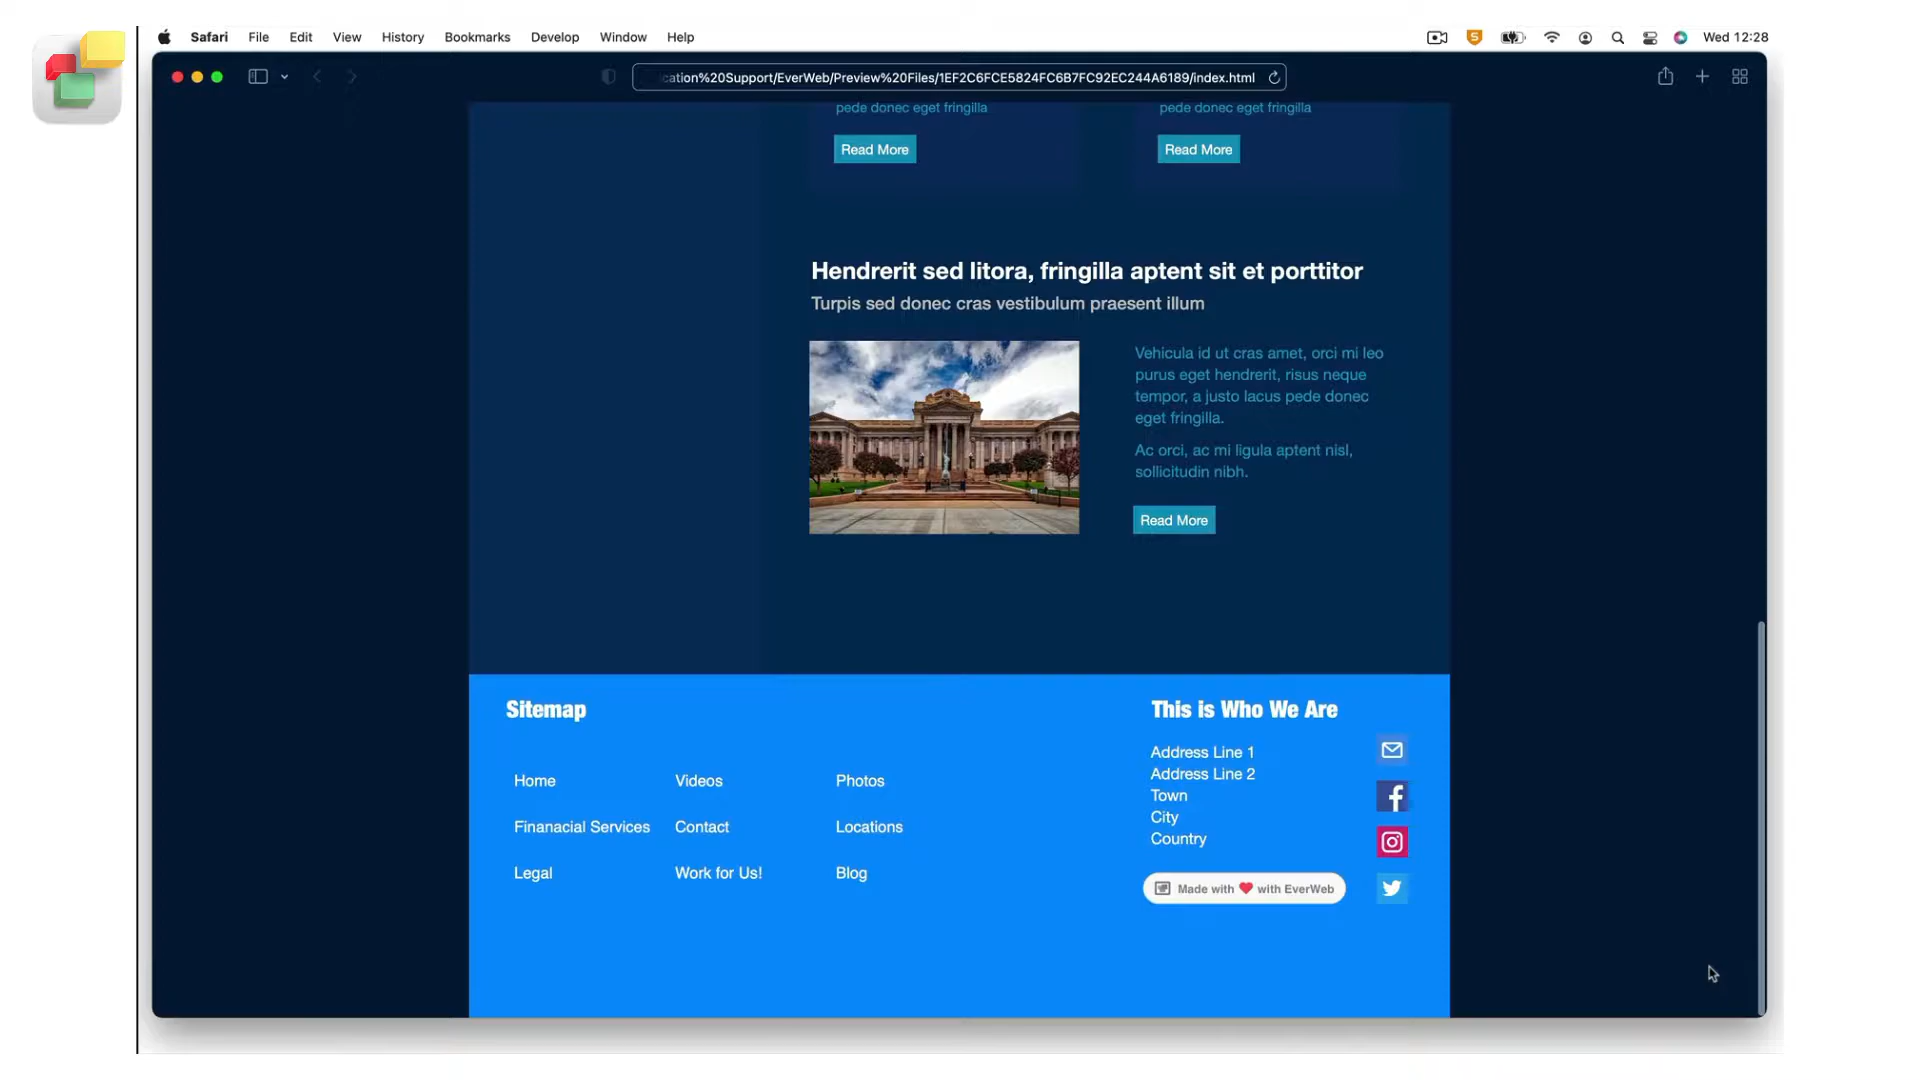 Safari File Edit View History Bookmarks Develop Window Help
S
Wed 12:28
cation%20Support/EverWeb/Preview%20Files/1EF2C6FCE5824FC6B7FC92EC244A6189/index.html
pede donec eget fringilla
pede donec eget fringilla
Read More
Read More
Hendrerit sed litora, fringilla aptent sit et porttitor
Turpis sed donec cras vestibulum praesent illum
Vehicula id ut cras amet, orci mi leo
purus eget hendrerit, risus neque
tempor, a justo lacus pede donec
eget fringilla.
Ac orci, ac mi ligula aptent nisl,
sollicitudin nibh.
Read More
Sitemap
Home Videos Photos
Finanacial Services Contact Locations
Legal Work for Us! Blog
This is Who We Are
Address Line 1
Address Line 2
Town
City
Country
Made with ❤ with EverWeb